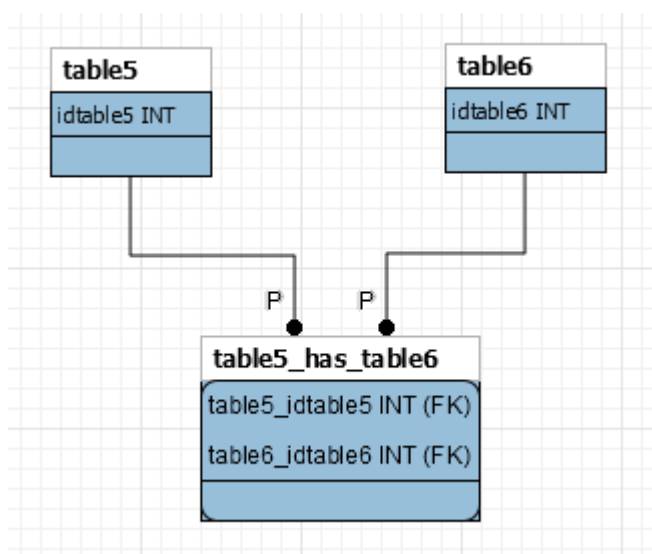 table5
idtable5 INT
table6
idtable6 INT
P
P
table5_has_table6
table5_idtable5 INT (FK)
table6_idtable6 INT (FK)